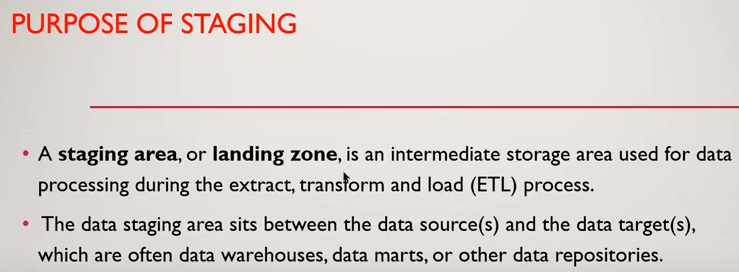 PURPOSE OF STAGING
• A staging area, or landing zone, is an intermediate storage area used for data
processing during the extract, transform and load (ETL) process.
• The data staging area sits between the data source(s) and the data target(s),
which are often data warehouses, data marts, or other data repositories.